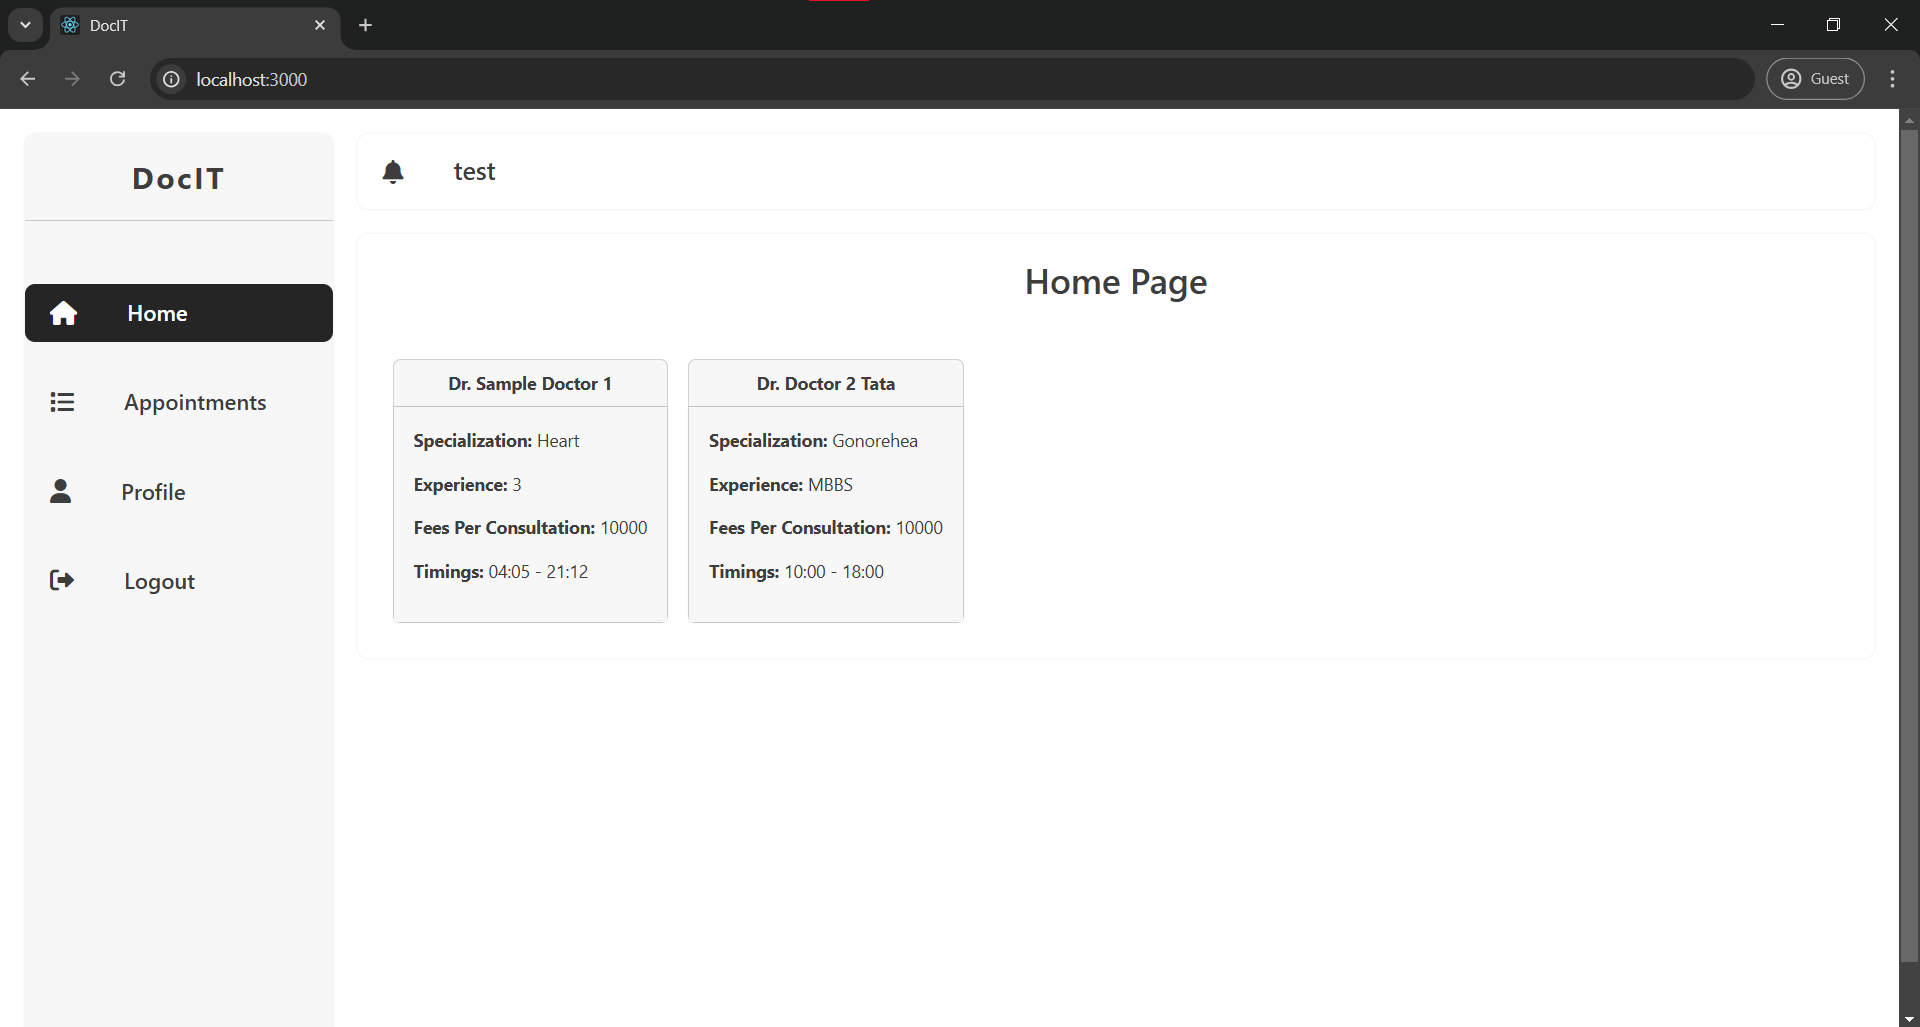 DocIT
localhost:3000
Guest
DocIT
Home
Appointments
Profile
Logout
test
Home Page
Dr. Sample Doctor 1
Specialization: Heart
Experience: 3
Fees Per Consultation: 10000
Timings: 04:05 - 21:12
Dr. Doctor 2 Tata
Specialization: Gonorehea
Experience: MBBS
Fees Per Consultation: 10000
Timings: 10:00 - 18:00